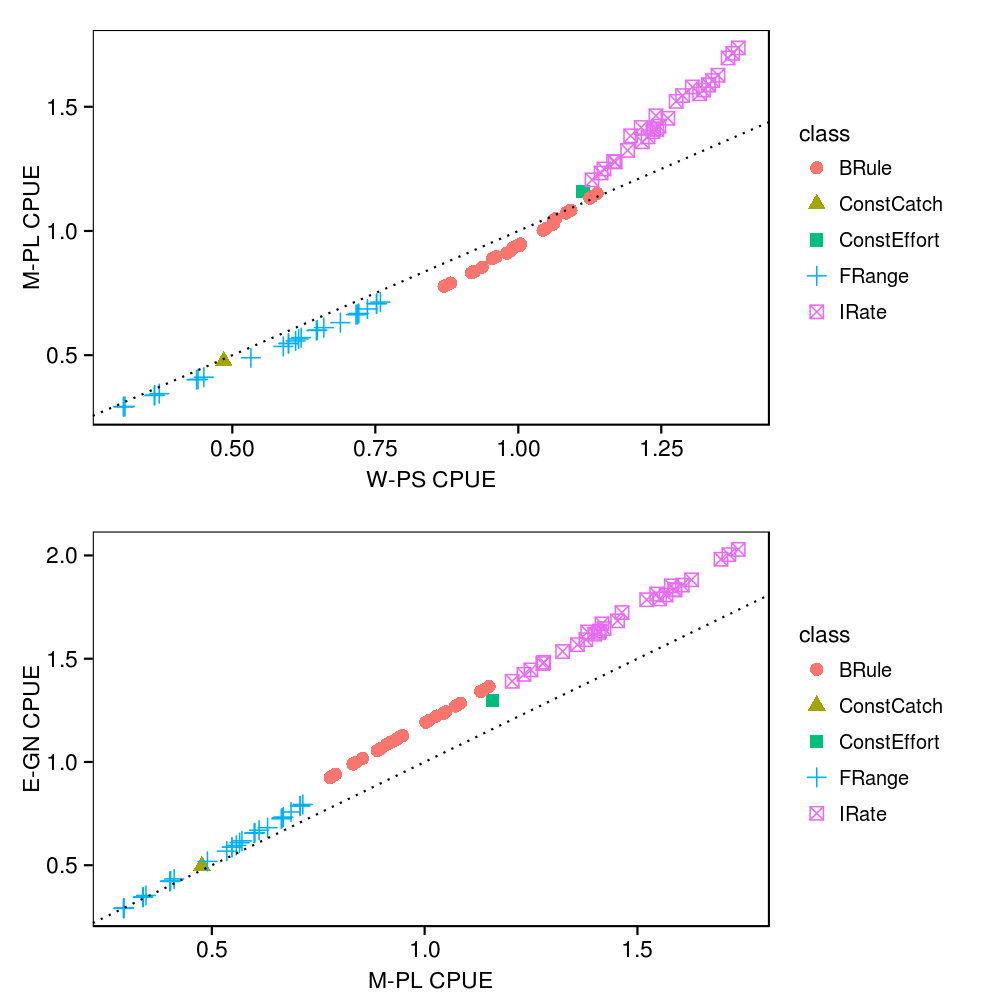 M-PL CPUE
1.5
1.0
0.5
0.50 0.75 1.00 1.25
W-PS CPUE
class
BRule
ConstCatch
ConstEffort
FRange
IRate
E-GN CPUE
2.0
1.5
1.0
0.5
0.5 1.0 1.5
M-PL CPUE
class
BRule
ConstCatch
ConstEffort
FRange
IRate